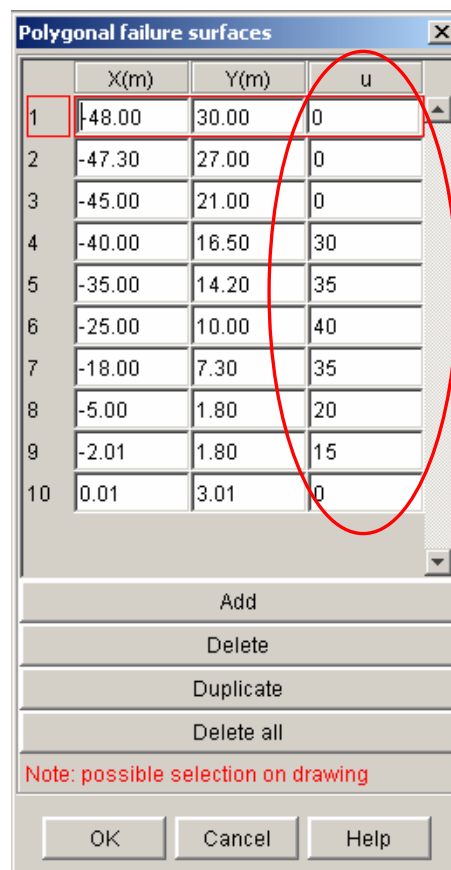 Polygonal failure surfaces
X(m) Y(m) u
1 -48.00 30.00 0
2 -47.30 27.00 0
3 -45.00 21.00 0
4 -40.00 16.50 30
5 -35.00 14.20 35
6 -25.00 10.00 40
7 -18.00 7.30 35
8 -5.00 1.80 20
9 -2.01 1.80 15
10 0.01 3.01 0
Add
Delete
Duplicate
Delete all
Note: possible selection on drawing
OK Cancel Help